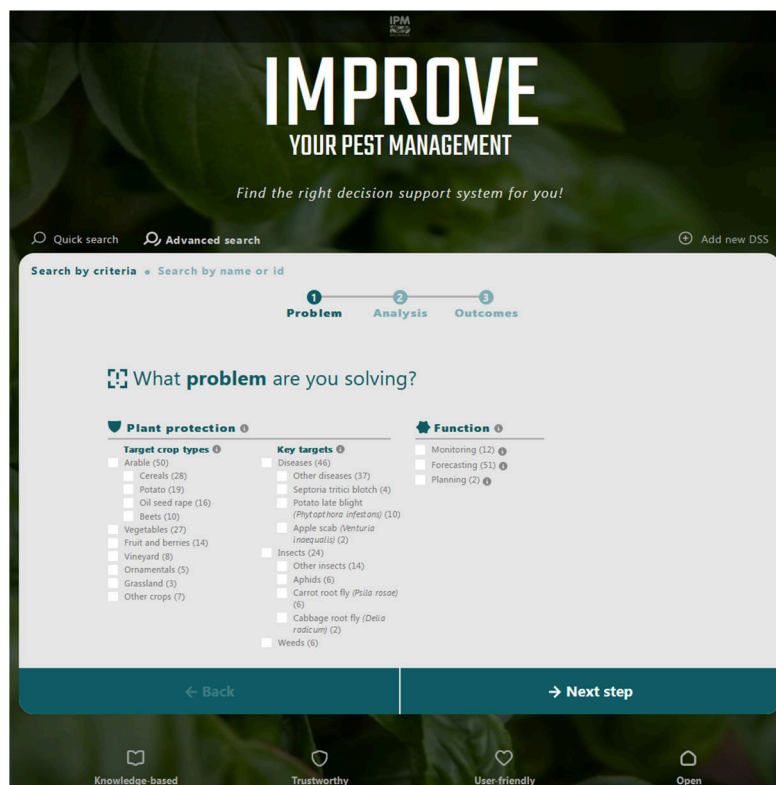 IPM
IMPROVE
YOUR PEST MANAGEMENT
Find the right decision support system for you!
Quick search
Advanced search
Add new DSS
Search by criteria • Search by name or id
1
2
3
Problem
Analysis
Outcomes
What problem are you solving?
Plant protection
Target crop types
Arable (50)
Cereals (28)
Potato (19)
Oil seed rape (16)
Beets (10)
Vegetables (27)
Fruit and berries (14)
Vineyard (8)
Ornamentals (5)
Grassland (3)
Other crops (7)
Key targets
Diseases (46)
Other diseases (37)
Septoria tritici blotch (4)
Potato late blight
(Phytopthora infestans) (10)
Apple scab (Venturia
inaequalis) (2)
Insects (24)
Other insects (14)
Aphids (6)
Carrot root fly (Psila rosae)
(6)
Cabbage root fly (Delia
radicum) (2)
Weeds (6)
Function
Monitoring (12)
Forecasting (51)
Planning (2)
← Back
→ Next step
Knowledge-based
Trustworthy
User-friendly
Open